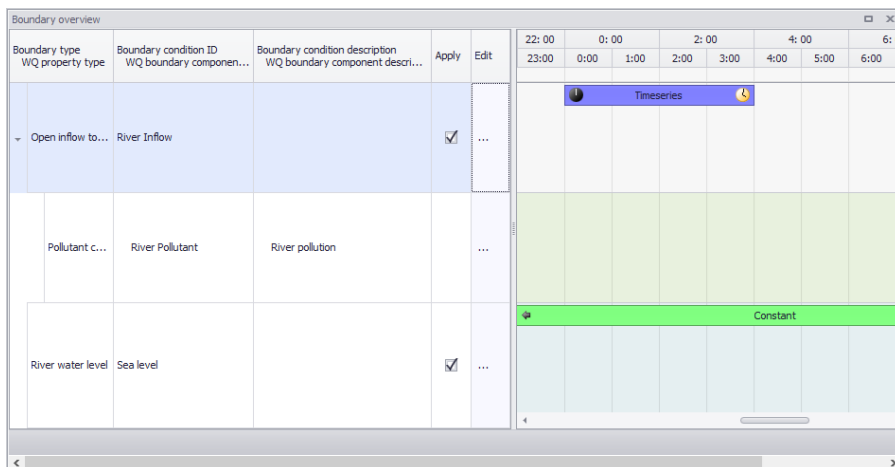 Boundary overview
Boundary type
WQ property type
Boundary condition ID
WQ boundary componen...
Boundary condition description
WQ boundary component descri...
Apply
Edit
22: 00
0: 00
2: 00
4: 00
6:
23:00
0:00
1:00
2:00
3:00
4:00
5:00
6:00
Timeseries
Open inflow to...
River Inflow
...
Pollutant c...
River Pollutant
River pollution
...
Constant
River water level
Sea level
...